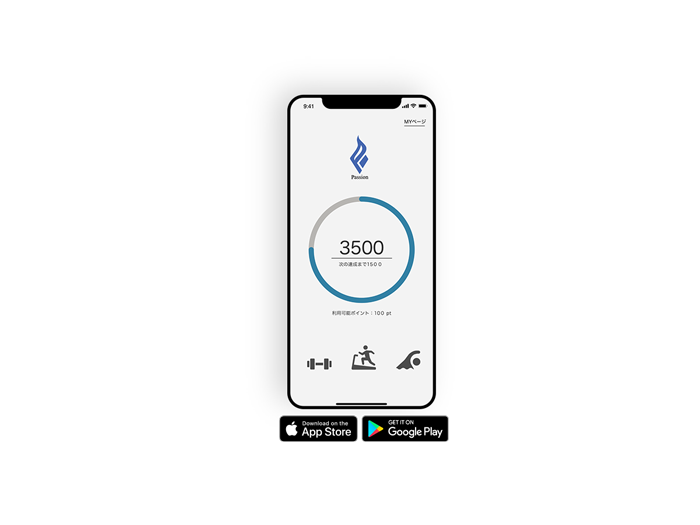 9:41
MYページ
Passion
3500
次の達成まで1500
利用可能ポイント：100 pt
Download on the
App Store
GET IT ON
Google Play